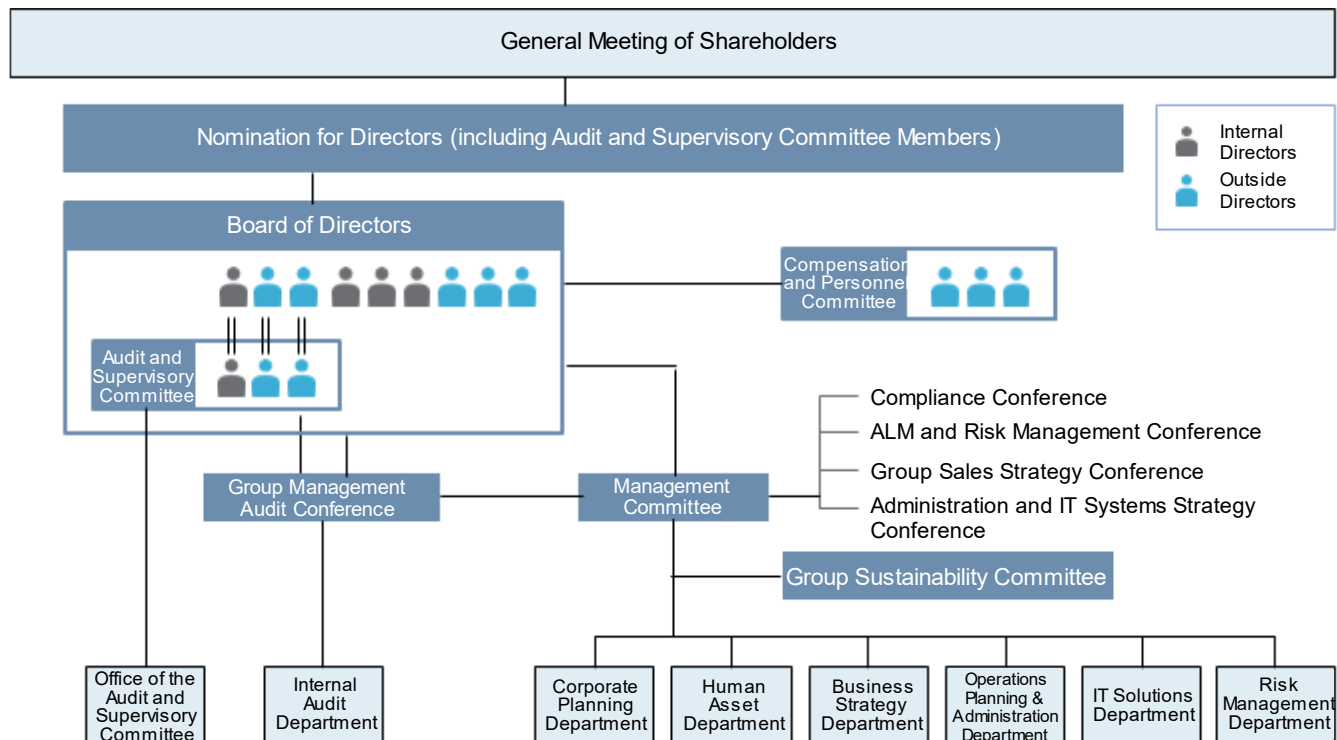 General Meeting of Shareholders
Nomination for Directors (including Audit and Supervisory Committee Members)
Internal
Directors
Outside
Directors
Board of Directors
Compensation
and Personnel
Committee
Audit and
Supervisory
Committee
Compliance Conference
ALM and Risk Management Conference
Group Sales Strategy Conference
Administration and IT Systems Strategy
Conference
Group Management
Audit Conference
Management
Committee
Group Sustainability Committee
Office of the
Audit and
Supervisory
Committee
Internal
Audit
Department
Corporate
Planning
Department
Human
Asset
Department
Business
Strategy
Department
Operations
Planning &
Administration
Department
IT Solutions
Department
Risk
Management
Department